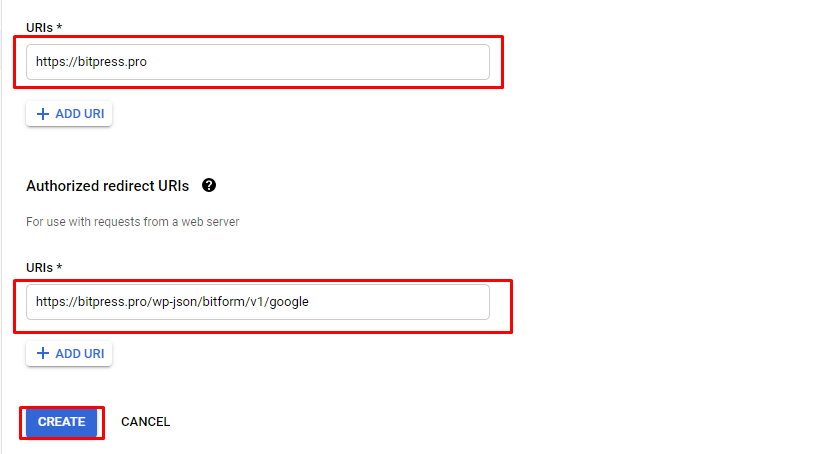 URIs *
https://bitpress.pro
+ ADD URI
Authorized redirect URIs ?
For use with requests from a web server
URIs *
https://bitpress.pro/wp-json/bitform/v1/google
+ ADD URI
CREATE CANCEL